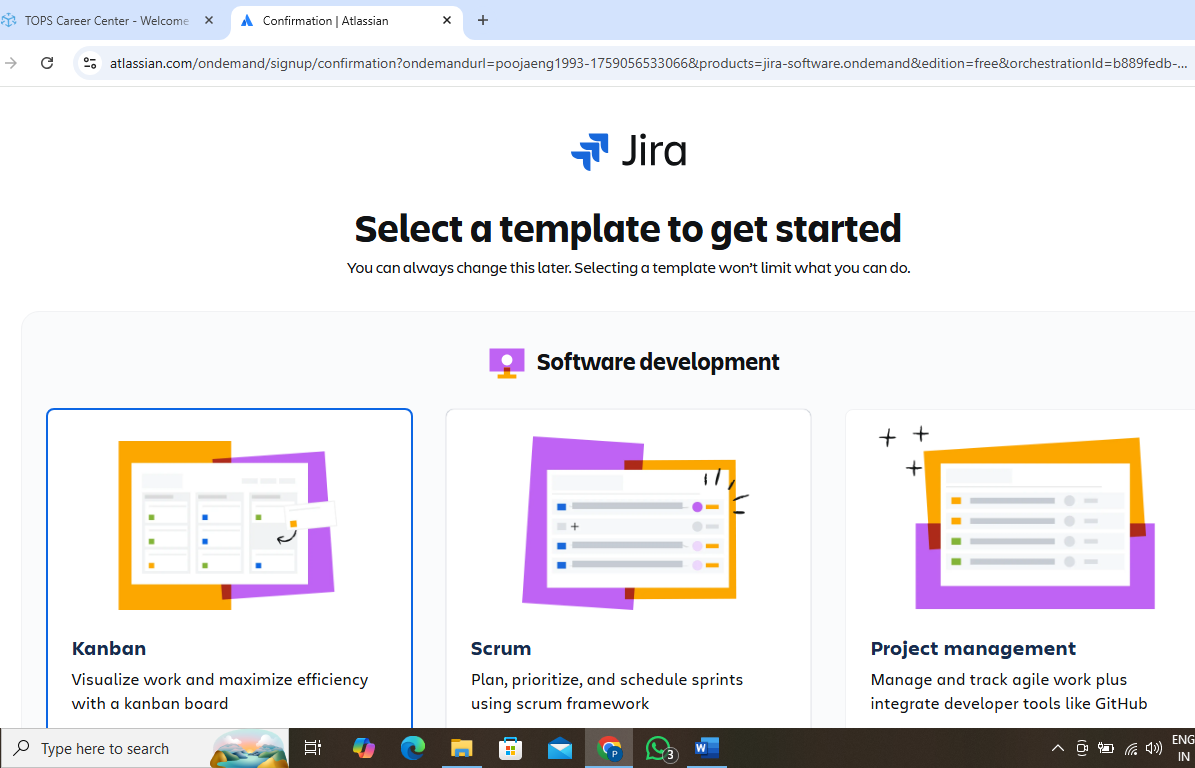 TOPS Career Center - Welcome
Confirmation | Atlassian
atlassian.com/ondemand/signup/confirmation?ondemandurl=poojaeng1993-1759056533066&products=jira-software.ondemand&edition=free&orchestrationId=b889fedb-...
Jira
Select a template to get started
You can always change this later. Selecting a template won't limit what you can do.
Software development
Kanban
Visualize work and maximize efficiency
with a kanban board
Scrum
Plan, prioritize, and schedule sprints
using scrum framework
Project management
Manage and track agile work plus
integrate developer tools like GitHub
Type here to search
P
3
W
ENG
IN